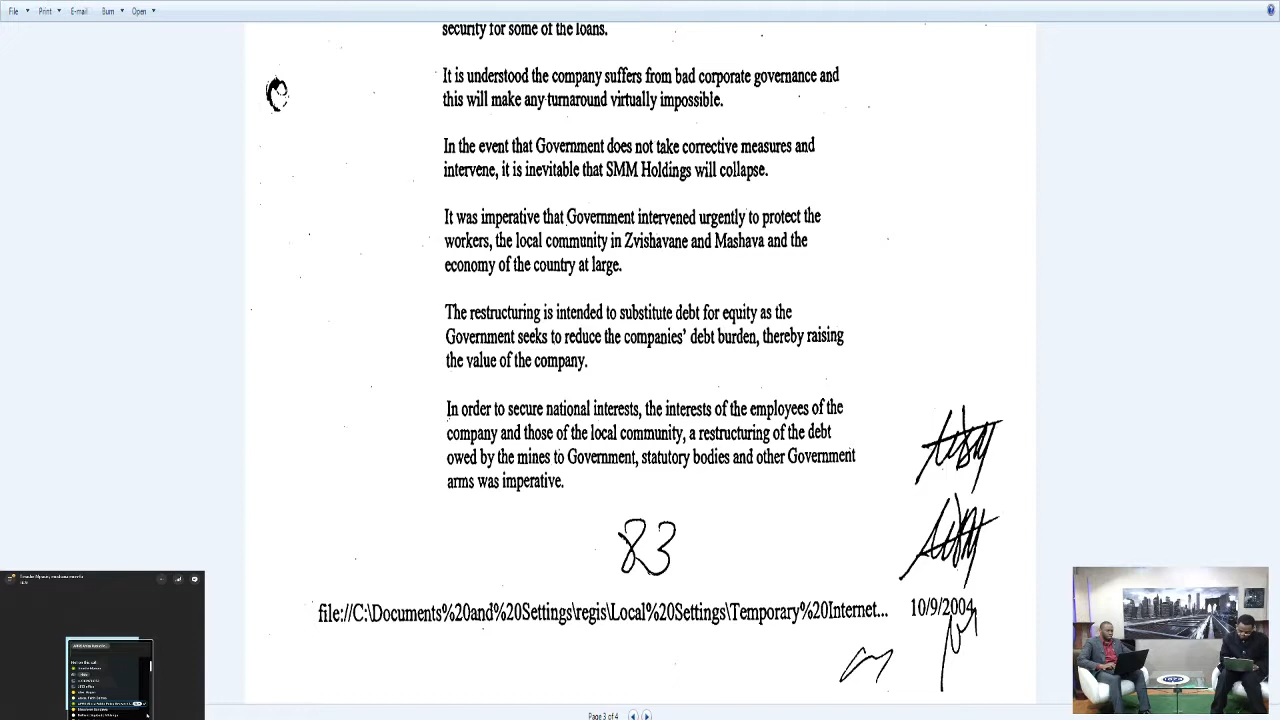 File Print E-mail Burn Open
security for some of the loans.
It is understood the company suffers from bad corporate governance and
this will make any turnaround virtually impossible.
In the event that Government does not take corrective measures and
intervene, it is inevitable that SMM Holdings will collapse.
It was imperative that Government intervened urgently to protect the
workers, the local community in Zvishavane and Mashava and the
economy of the country at large.
The restructuring is intended to substitute debt for equity as the
Government seeks to reduce the companies' debt burden, thereby raising
the value of the company.
In order to secure national interests, the interests of the employees of the
company and those of the local community, a restructuring of the debt
owed by the mines to Government, statutory bodies and other Government
arms was imperative.
83
file://C:\Documents%20and%20Settings\regis\Local%20Settings\Temporary%20Internet... 10/9/2004
Page 3 of 4